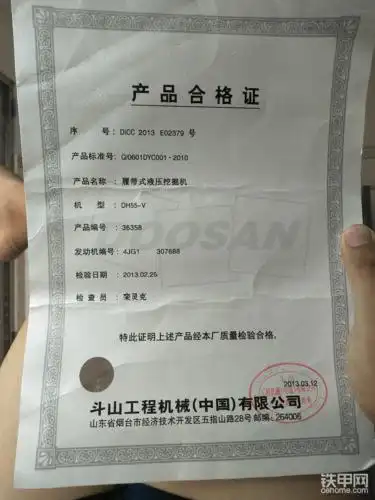 产品合格证
序 号: DICC 2013 E02379 号
产品标准号: Q/0601DYC001-2010
产品名称: 履带式液压挖掘机
机 型: DH55-V
产品编号: 36358
DOOSAN
发动机编号: 4JG1 307688
检验日期: 2013.02.25
检 查 员: 栾灵克
特此证明上述产品经本厂质量检验合格。
2013.03.12
斗山工程机械(中国)有限公司
山东省烟台市经济技术开发区五指山路28号 邮编: 264006
铁甲网